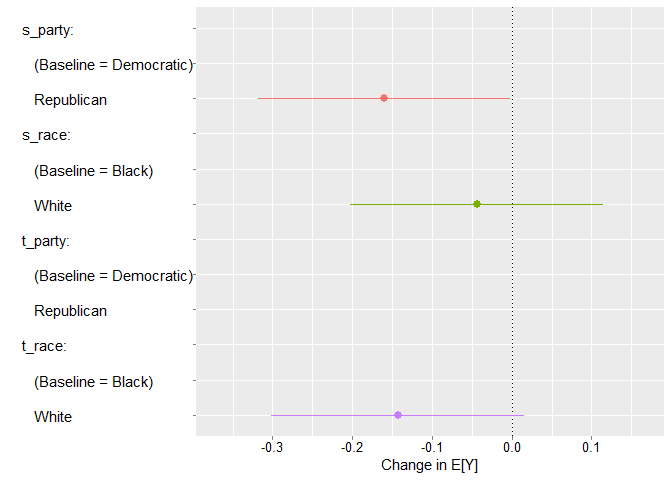 s_party:
(Baseline = Democratic)
Republican
s_race:
(Baseline = Black)
White
t_party:
(Baseline = Democratic)
Republican
t_race:
(Baseline = Black)
White
-0.3 -0.2 -0.1 0.0 0.1
Change in E[Y]